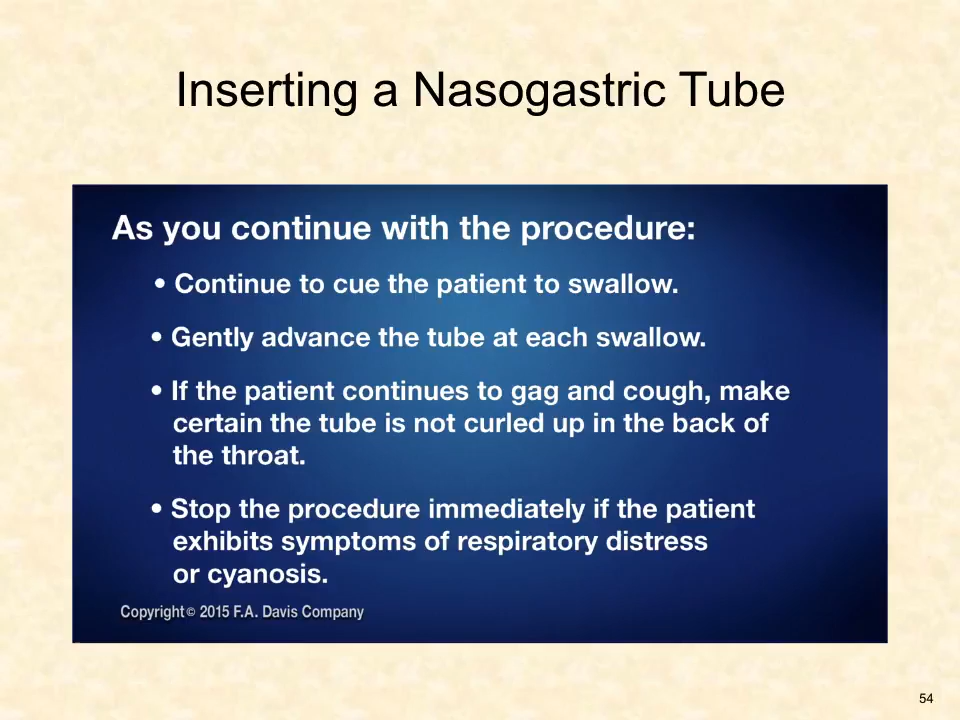 Inserting a Nasogastric Tube
As you continue with the procedure:
• Continue to cue the patient to swallow.
• Gently advance the tube at each swallow.
• If the patient continues to gag and cough, make
certain the tube is not curled up in the back of
the throat.
• Stop the procedure immediately if the patient
exhibits symptoms of respiratory distress
or cyanosis.
Copyright © 2015 F.A. Davis Company
54